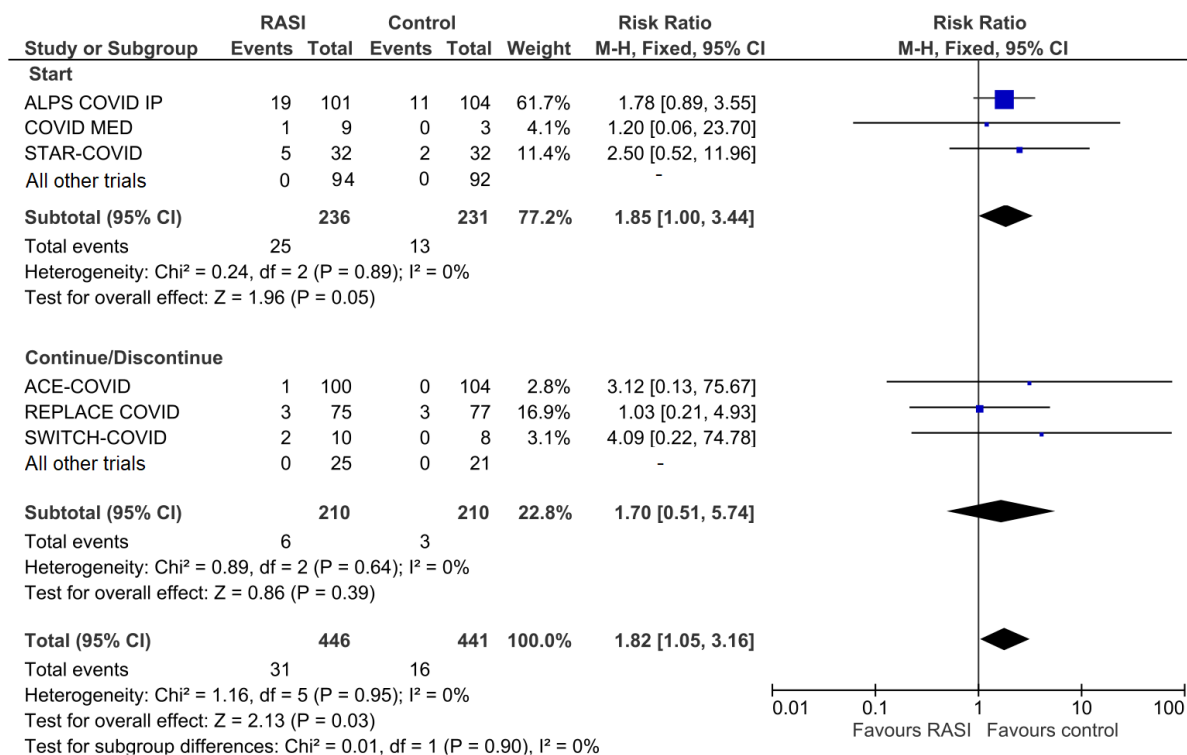 RASI Control Risk Ratio Risk Ratio
Study or Subgroup Events Total Events Total Weight M-H, Fixed, 95% CI M-H, Fixed, 95% CI
Start
ALPS COVID IP 19 101 11 104 61.7% 1.78 [0.89, 3.55]
COVID MED 1 9 0 3 4.1% 1.20 [0.06, 23.70]
STAR-COVID 5 32 2 32 11.4% 2.50 [0.52, 11.96]
All other trials 0 94 0 92 -
Subtotal (95% CI) 236 231 77.2% 1.85 [1.00, 3.44]
Total events 25 13
Heterogeneity: Chi² = 0.24, df = 2 (P = 0.89); I² = 0%
Test for overall effect: Z = 1.96 (P = 0.05)
Continue/Discontinue
ACE-COVID 1 100 0 104 2.8% 3.12 [0.13, 75.67]
REPLACE COVID 3 75 3 77 16.9% 1.03 [0.21, 4.93]
SWITCH-COVID 2 10 0 8 3.1% 4.09 [0.22, 74.78]
All other trials 0 25 0 21 -
Subtotal (95% CI) 210 210 22.8% 1.70 [0.51, 5.74]
Total events 6 3
Heterogeneity: Chi² = 0.89, df = 2 (P = 0.64); I² = 0%
Test for overall effect: Z = 0.86 (P = 0.39)
Total (95% CI) 446 441 100.0% 1.82 [1.05, 3.16]
Total events 31 16
Heterogeneity: Chi² = 1.16, df = 5 (P = 0.95); I² = 0%
Test for overall effect: Z = 2.13 (P = 0.03)
Test for subgroup differences: Chi² = 0.01, df = 1 (P = 0.90), I² = 0%
0.01 0.1 1 10 100
Favours RASI Favours control